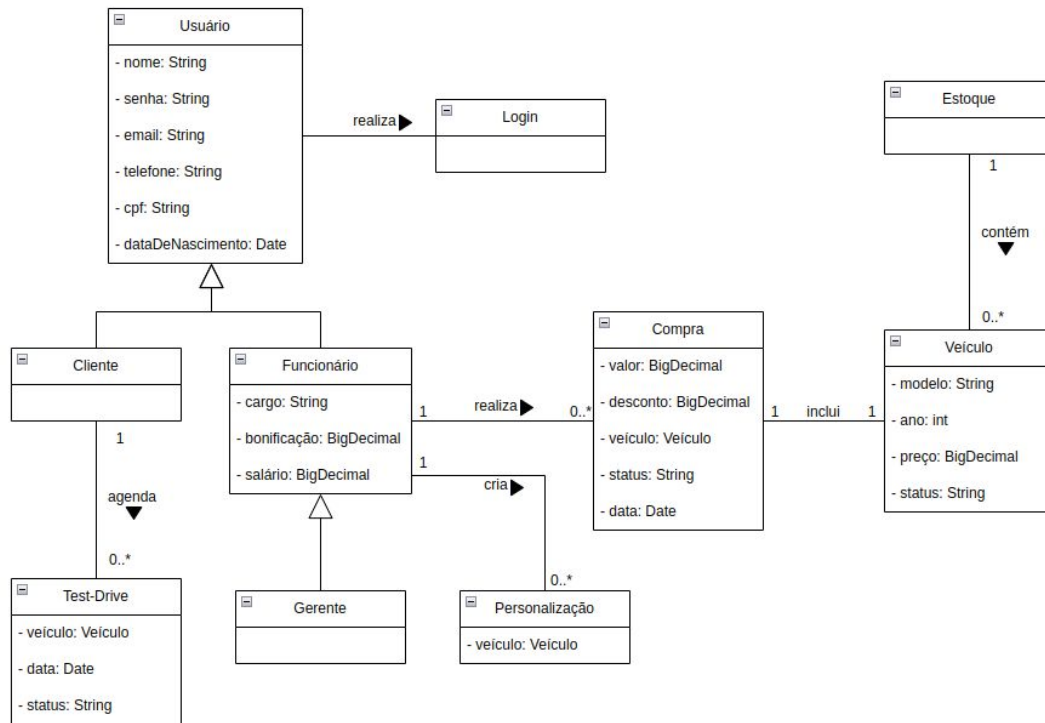 Usuário
- nome: String
- senha: String
- email: String
- telefone: String
- cpf: String
- dataDeNascimento: Date
realiza
Login
Estoque
1
contém
0..*
Cliente
1
agenda
0..*
Test-Drive
- veículo: Veículo
- data: Date
- status: String
Funcionário
- cargo: String
- bonificação: BigDecimal
- salário: BigDecimal
1
realiza
0..*
1
cria
0..*
Gerente
Personalização
- veículo: Veículo
Compra
- valor: BigDecimal
- desconto: BigDecimal
- veículo: Veículo
- status: String
- data: Date
1
inclui
1
Veículo
- modelo: String
- ano: int
- preço: BigDecimal
- status: String